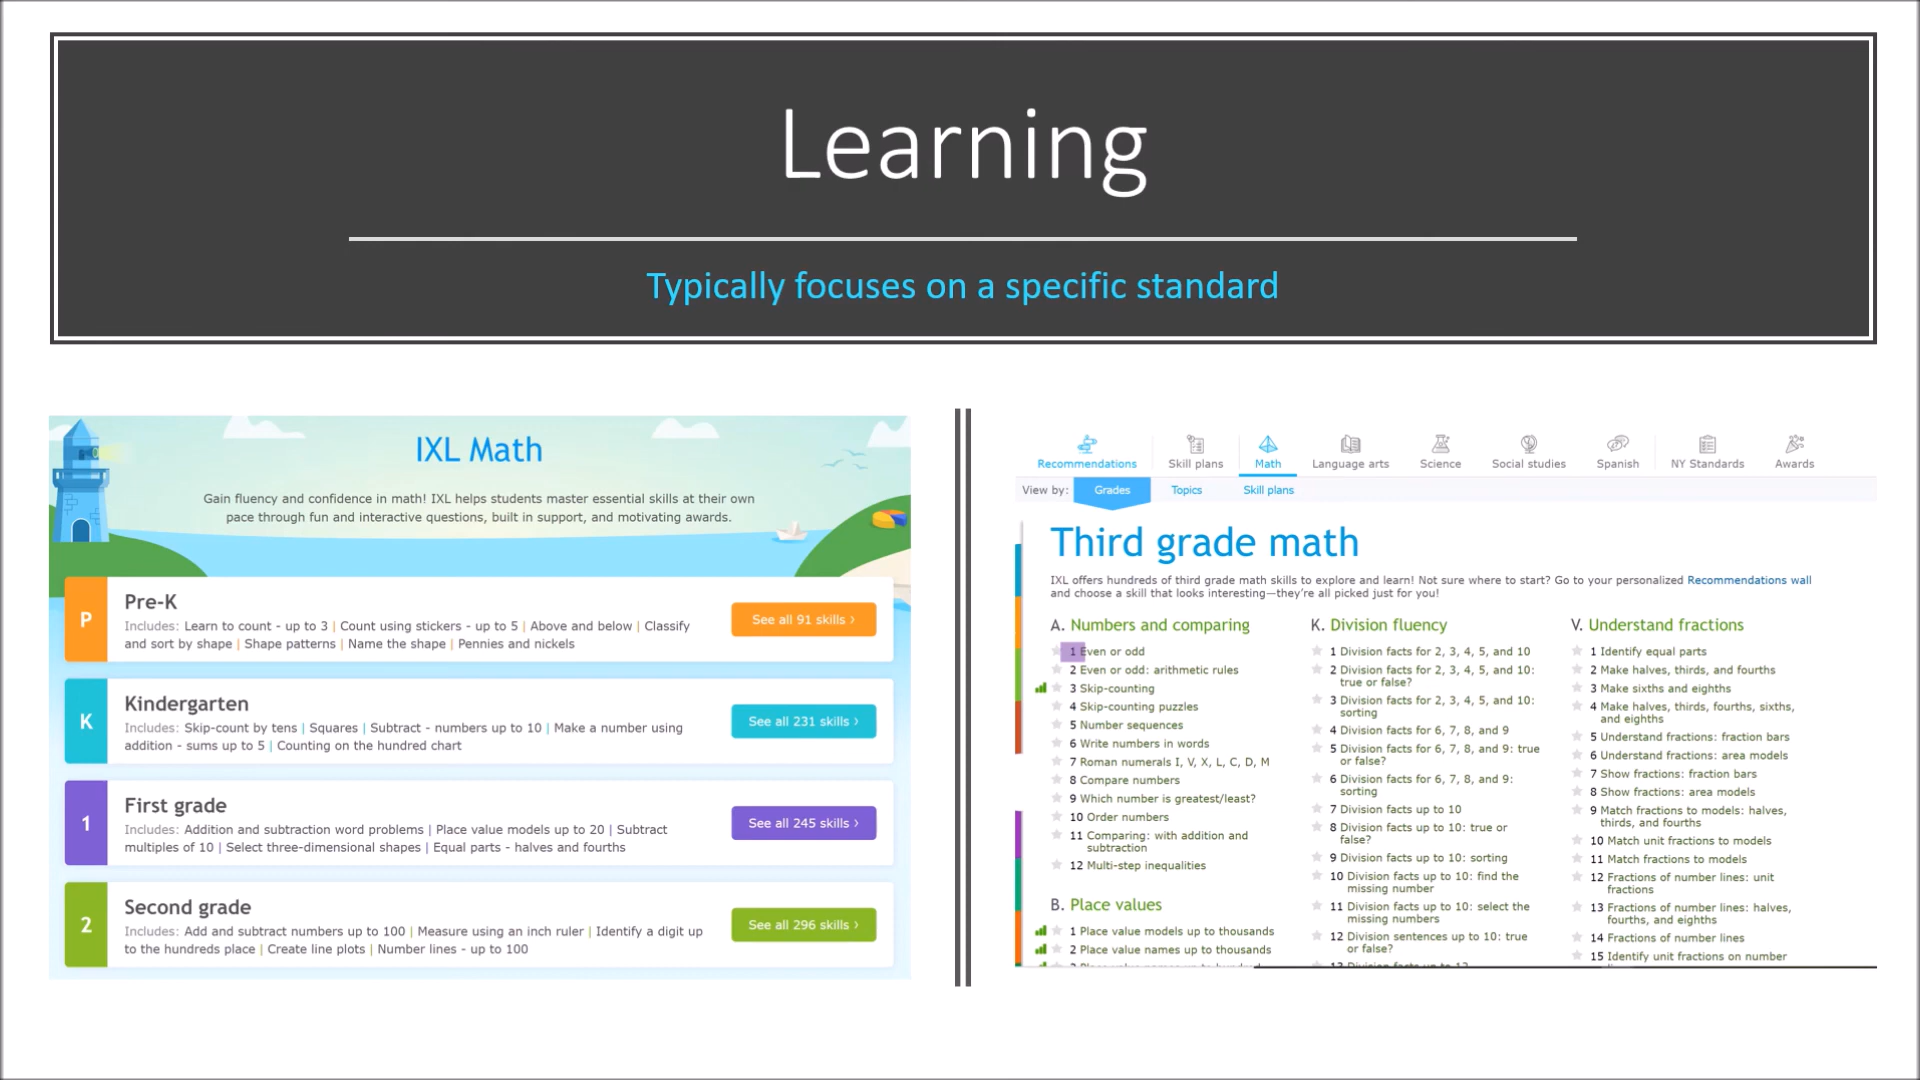 Learning
Typically focuses on a specific standard
IXL Math
Gain fluency and confidence in math! IXL helps students master essential skills at their own
pace through fun and interactive questions, built in support, and motivating awards.
P
Pre-K
Includes: Learn to count - up to 3 | Count using stickers - up to 5 | Above and below | Classify
and sort by shape | Shape patterns | Name the shape | Pennies and nickels
See all 91 skills ›
K
Kindergarten
Includes: Skip-count by tens | Squares | Subtract - numbers up to 10 | Make a number using
addition - sums up to 5 | Counting on the hundred chart
See all 231 skills ›
1
First grade
Includes: Addition and subtraction word problems | Place value models up to 20 | Subtract
multiples of 10 | Select three-dimensional shapes | Equal parts - halves and fourths
See all 245 skills ›
2
Second grade
Includes: Add and subtract numbers up to 100 | Measure using an inch ruler | Identify a digit up
to the hundreds place | Create line plots | Number lines - up to 100
See all 296 skills ›
Recommendations
Skill plans
Math
Language arts
Science
Social studies
Spanish
NY Standards
Awards
View by: Grades Topics Skill plans
Third grade math
IXL offers hundreds of third grade math skills to explore and learn! Not sure where to start? Go to your personalized Recommendations wall
and choose a skill that looks interesting—they're all picked just for you!
A. Numbers and comparing
1 Even or odd
2 Even or odd: arithmetic rules
3 Skip-counting
4 Skip-counting puzzles
5 Number sequences
6 Write numbers in words
7 Roman numerals I, V, X, L, C, D, M
8 Compare numbers
9 Which number is greatest/least?
10 Order numbers
11 Comparing: with addition and
subtraction
12 Multi-step inequalities
B. Place values
1 Place value models up to thousands
2 Place value names up to thousands
K. Division fluency
1 Division facts for 2, 3, 4, 5, and 10
2 Division facts for 2, 3, 4, 5, and 10:
true or false?
3 Division facts for 2, 3, 4, 5, and 10:
sorting
4 Division facts for 6, 7, 8, and 9
5 Division facts for 6, 7, 8, and 9: true
or false?
6 Division facts for 6, 7, 8, and 9:
sorting
7 Division facts up to 10
8 Division facts up to 10: true or
false?
9 Division facts up to 10: sorting
10 Division facts up to 10: find the
missing number
11 Division facts up to 10: select the
missing numbers
12 Division sentences up to 10: true
or false?
13 Division facts up to 12
V. Understand fractions
1 Identify equal parts
2 Make halves, thirds, and fourths
3 Make sixths and eighths
4 Make halves, thirds, fourths, sixths,
and eighths
5 Understand fractions: fraction bars
6 Understand fractions: area models
7 Show fractions: fraction bars
8 Show fractions: area models
9 Match fractions to models: halves,
thirds, and fourths
10 Match unit fractions to models
11 Match fractions to models
12 Fractions of number lines: unit
fractions
13 Fractions of number lines: halves,
fourths, and eighths
14 Fractions of number lines
15 Identify unit fractions on number